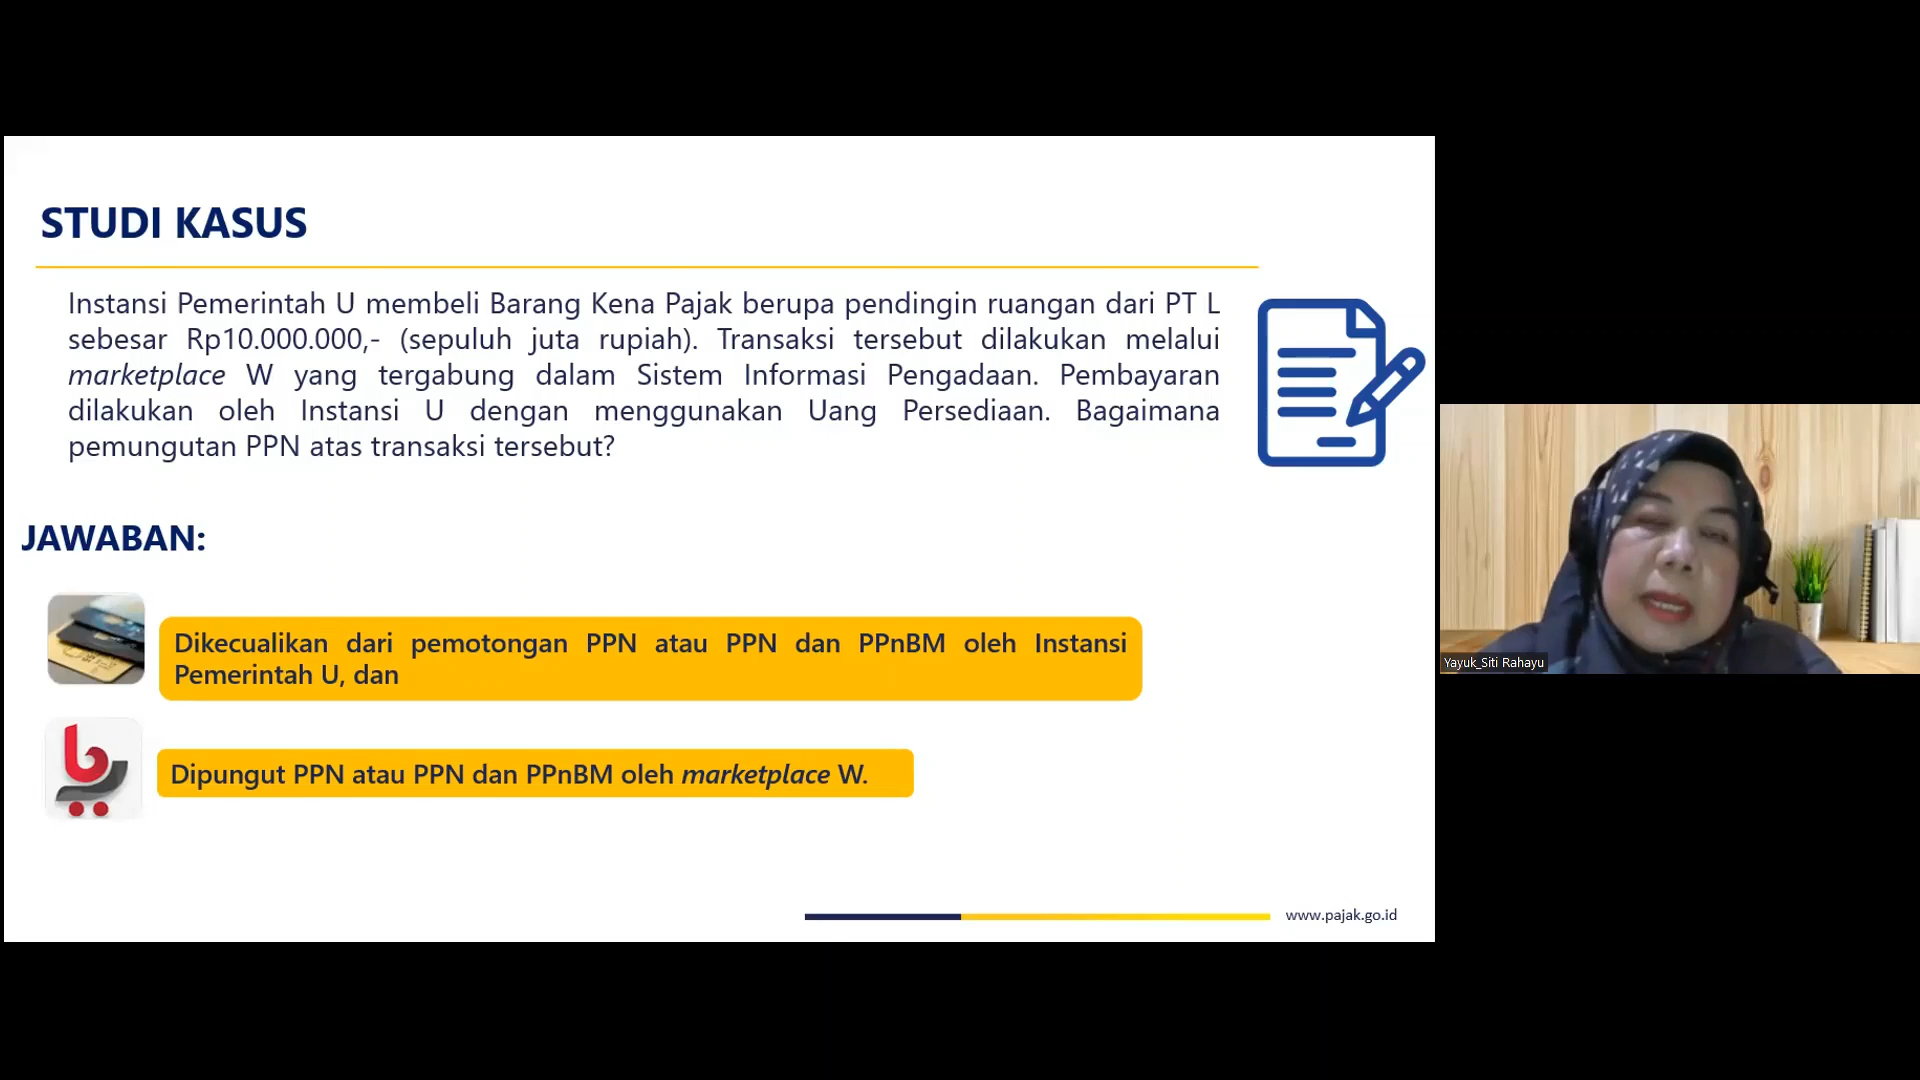 STUDI KASUS
Instansi Pemerintah U membeli Barang Kena Pajak berupa pendingin ruangan dari PT L
sebesar Rp10.000.000,- (sepuluh juta rupiah). Transaksi tersebut dilakukan melalui
marketplace W yang tergabung dalam Sistem Informasi Pengadaan. Pembayaran
dilakukan oleh Instansi U dengan menggunakan Uang Persediaan. Bagaimana
pemungutan PPN atas transaksi tersebut?
JAWABAN:
Dikecualikan dari pemotongan PPN atau PPN dan PPnBM oleh Instansi
Pemerintah U, dan
Dipungut PPN atau PPN dan PPnBM oleh marketplace W.
www.pajak.go.id
Yayuk_Siti Rahayu